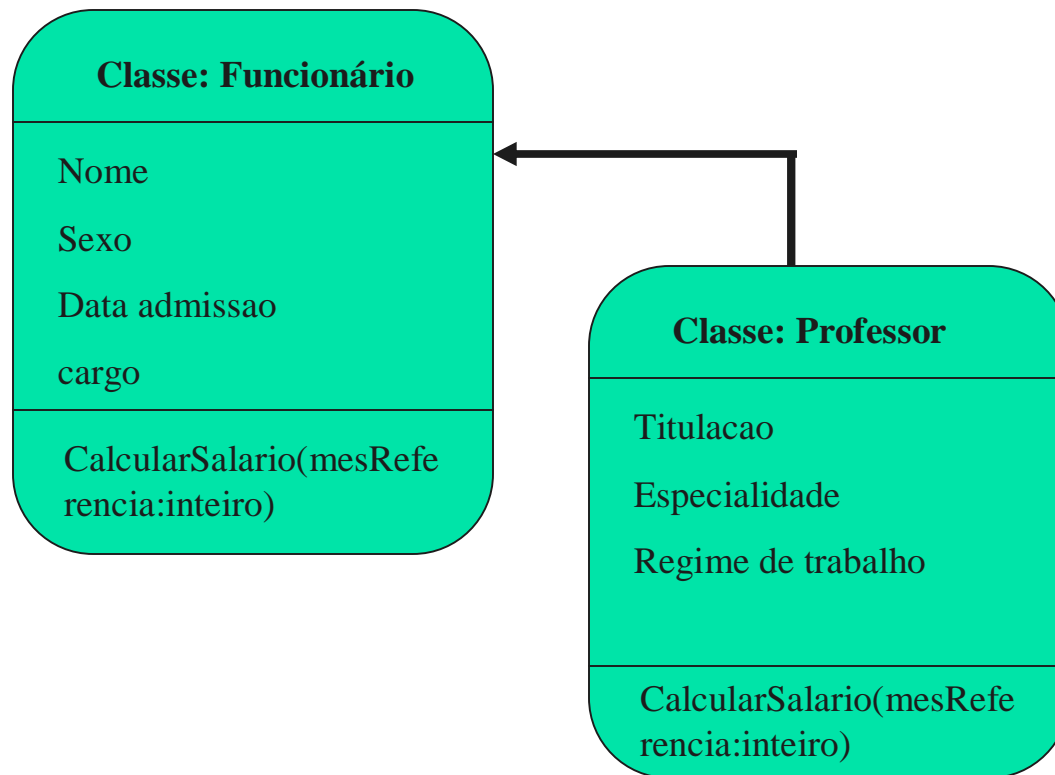 Classe: Funcionário
Nome
Sexo
Data admissao
cargo
CalcularSalario(mesRefe
rencia:inteiro)
Classe: Professor
Titulacao
Especialidade
Regime de trabalho
CalcularSalario(mesRefe
rencia:inteiro)